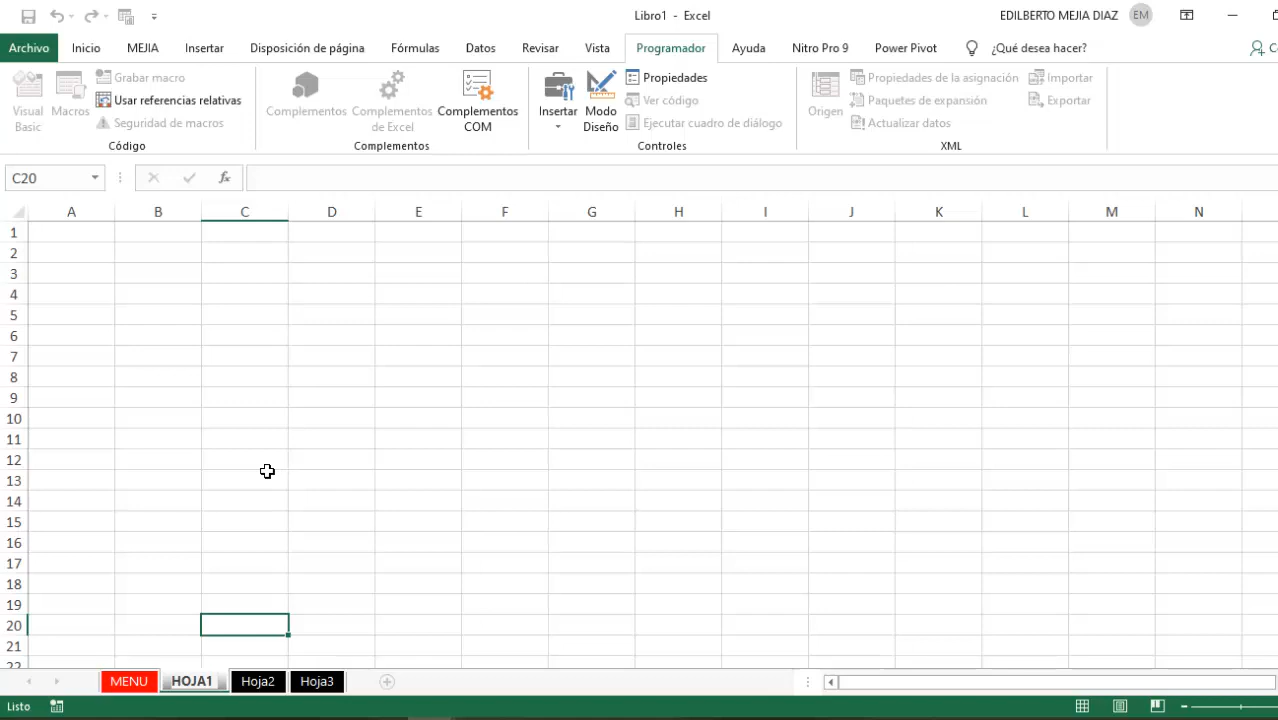 Libro1 - Excel
EDILBERTO MEJIA DIAZ EM
Archivo Inicio MEJIA Insertar Disposición de página Fórmulas Datos Revisar Vista Programador Ayuda Nitro Pro 9 Power Pivot ¿Qué desea hacer?
Visual Basic
Macros
Grabar macro
Usar referencias relativas
Seguridad de macros
Código
Complementos
Complementos de Excel
Complementos COM
Complementos
Insertar
Modo Diseño
Propiedades
Ver código
Ejecutar cuadro de diálogo
Controles
Origen
Propiedades de la asignación
Paquetes de expansión
Actualizar datos
Importar
Exportar
XML
C20
fx
A B C D E F G H I J K L M N
1
2
3
4
5
6
7
8
9
10
11
12
13
14
15
16
17
18
19
20
21
22
MENU HOJA1 Hoja2 Hoja3
Listo